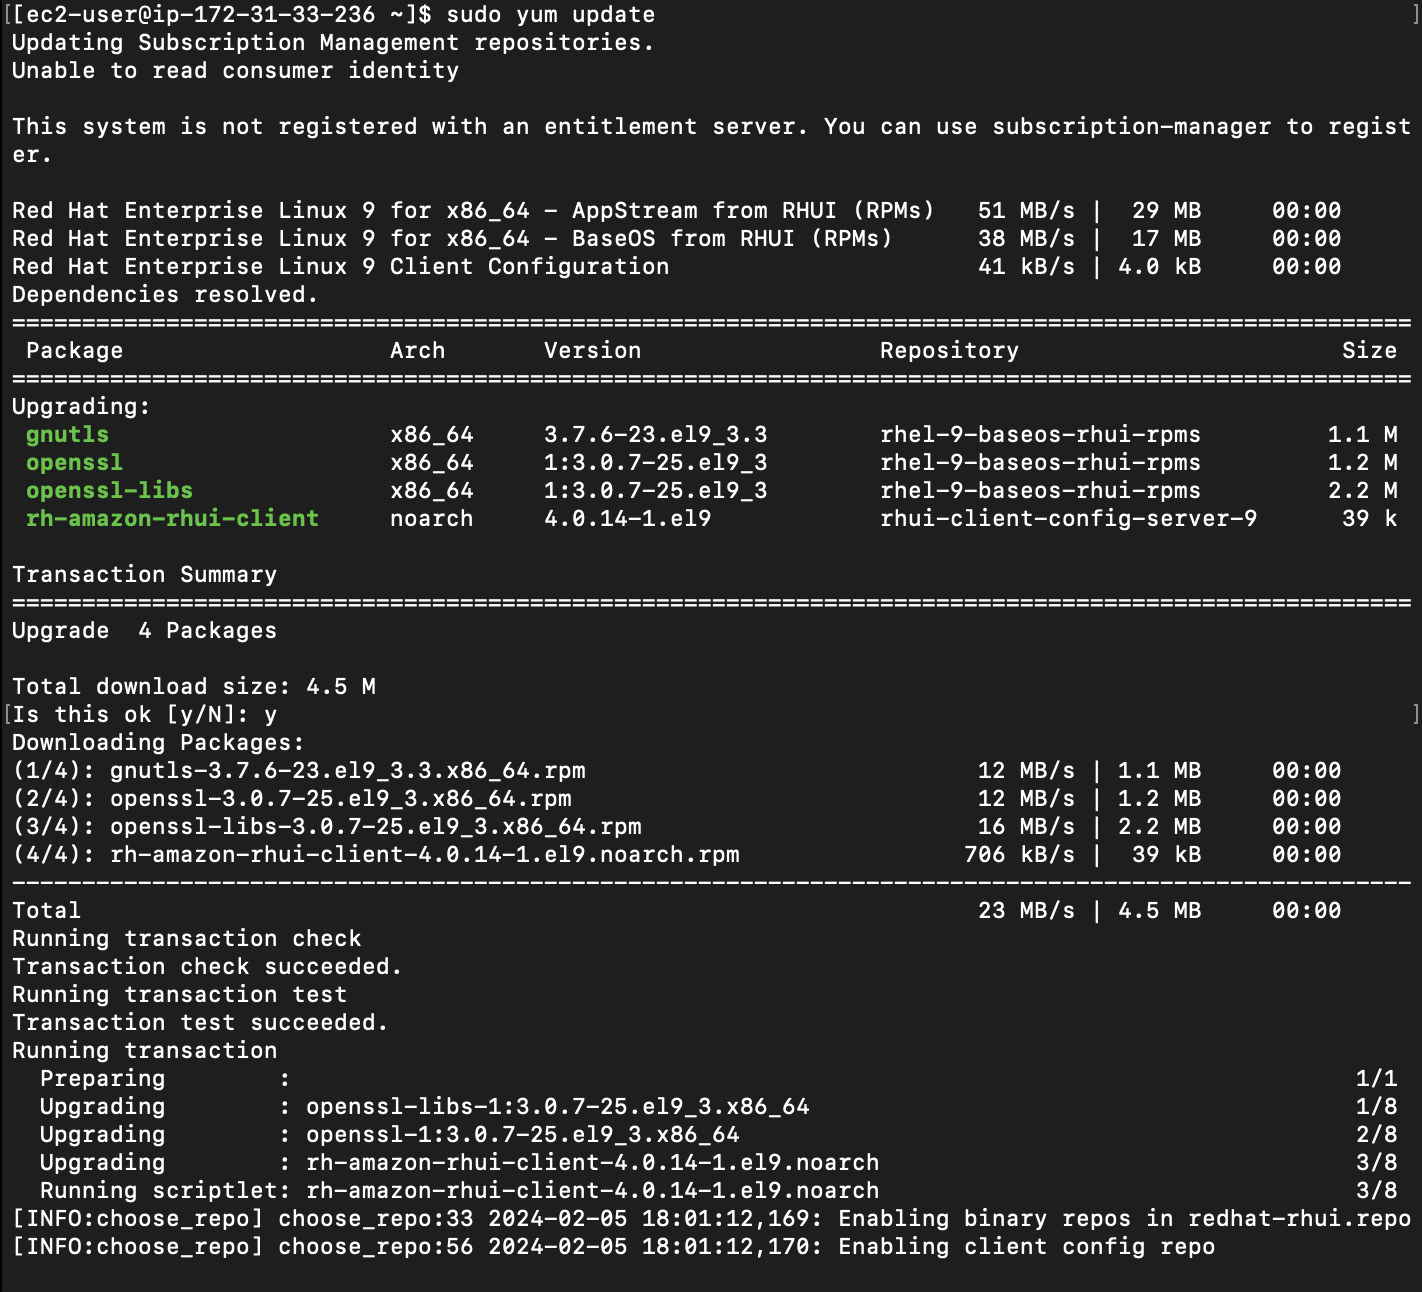 [[ec2-user@ip-172-31-33-236 ~]$ sudo yum update ]
Updating Subscription Management repositories.
Unable to read consumer identity

This system is not registered with an entitlement server. You can use subscription-manager to regist
er.

Red Hat Enterprise Linux 9 for x86_64 - AppStream from RHUI (RPMs)   51 MB/s |  29 MB     00:00
Red Hat Enterprise Linux 9 for x86_64 - BaseOS from RHUI (RPMs)      38 MB/s |  17 MB     00:00
Red Hat Enterprise Linux 9 Client Configuration                      41 kB/s | 4.0 kB     00:00
Dependencies resolved.
====================================================================================================
 Package                   Arch       Version                 Repository                       Size
====================================================================================================
Upgrading:
 gnutls                    x86_64     3.7.6-23.el9_3.3        rhel-9-baseos-rhui-rpms         1.1 M
 openssl                   x86_64     1:3.0.7-25.el9_3        rhel-9-baseos-rhui-rpms         1.2 M
 openssl-libs              x86_64     1:3.0.7-25.el9_3        rhel-9-baseos-rhui-rpms         2.2 M
 rh-amazon-rhui-client     noarch     4.0.14-1.el9            rhui-client-config-server-9      39 k

Transaction Summary
====================================================================================================
Upgrade  4 Packages

Total download size: 4.5 M
[Is this ok [y/N]: y ]
Downloading Packages:
(1/4): gnutls-3.7.6-23.el9_3.3.x86_64.rpm                            12 MB/s | 1.1 MB     00:00
(2/4): openssl-3.0.7-25.el9_3.x86_64.rpm                             12 MB/s | 1.2 MB     00:00
(3/4): openssl-libs-3.0.7-25.el9_3.x86_64.rpm                        16 MB/s | 2.2 MB     00:00
(4/4): rh-amazon-rhui-client-4.0.14-1.el9.noarch.rpm                706 kB/s |  39 kB     00:00
----------------------------------------------------------------------------------------------------
Total                                                                23 MB/s | 4.5 MB     00:00
Running transaction check
Transaction check succeeded.
Running transaction test
Transaction test succeeded.
Running transaction
  Preparing        :                                                                            1/1
  Upgrading        : openssl-libs-1:3.0.7-25.el9_3.x86_64                                       1/8
  Upgrading        : openssl-1:3.0.7-25.el9_3.x86_64                                            2/8
  Upgrading        : rh-amazon-rhui-client-4.0.14-1.el9.noarch                                  3/8
  Running scriptlet: rh-amazon-rhui-client-4.0.14-1.el9.noarch                                  3/8
[INFO:choose_repo] choose_repo:33 2024-02-05 18:01:12,169: Enabling binary repos in redhat-rhui.repo
[INFO:choose_repo] choose_repo:56 2024-02-05 18:01:12,170: Enabling client config repo